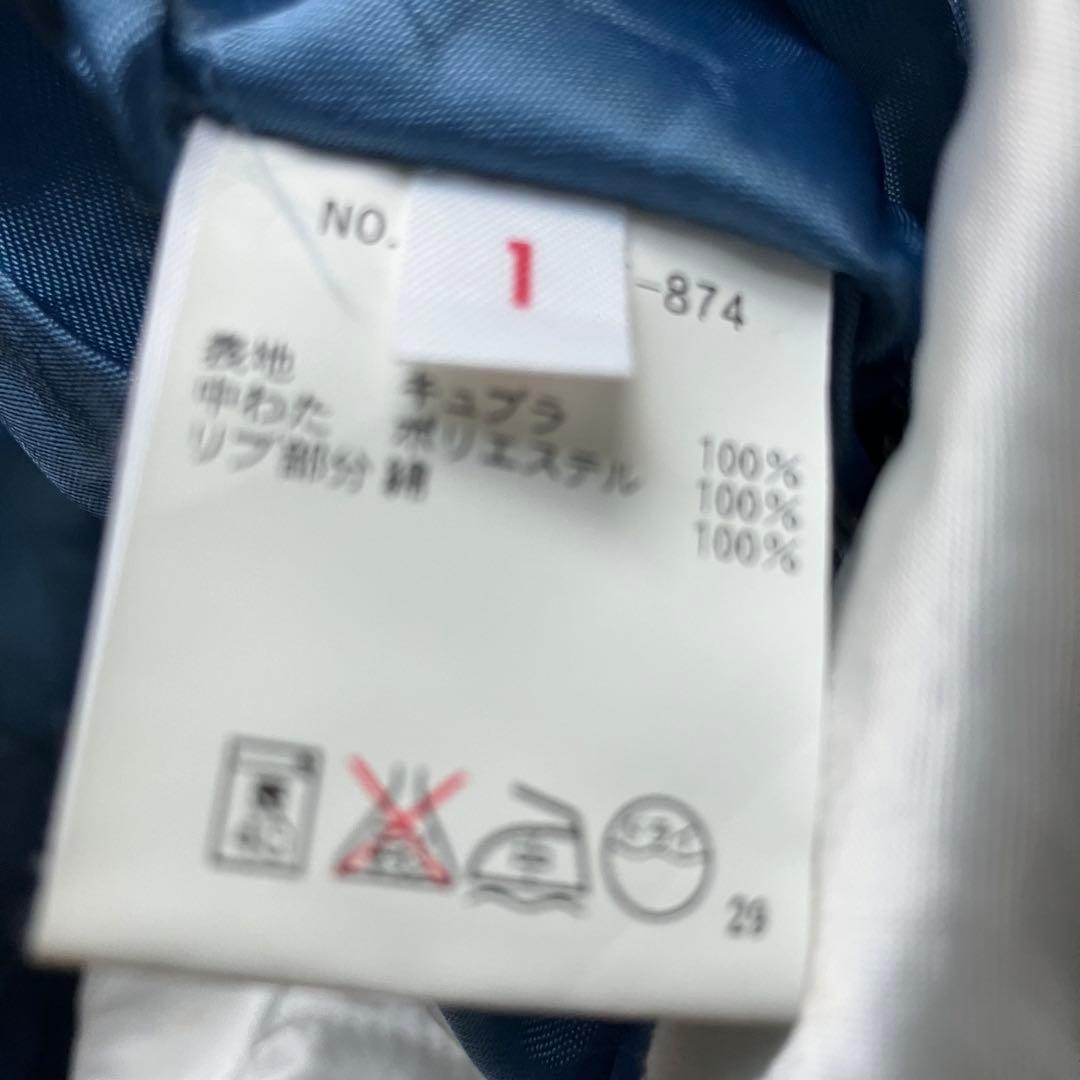 NO.
1
-874
表地 キュプラ 100%
中わた ポリエステル 100%
リブ部分 綿 100%
中
29